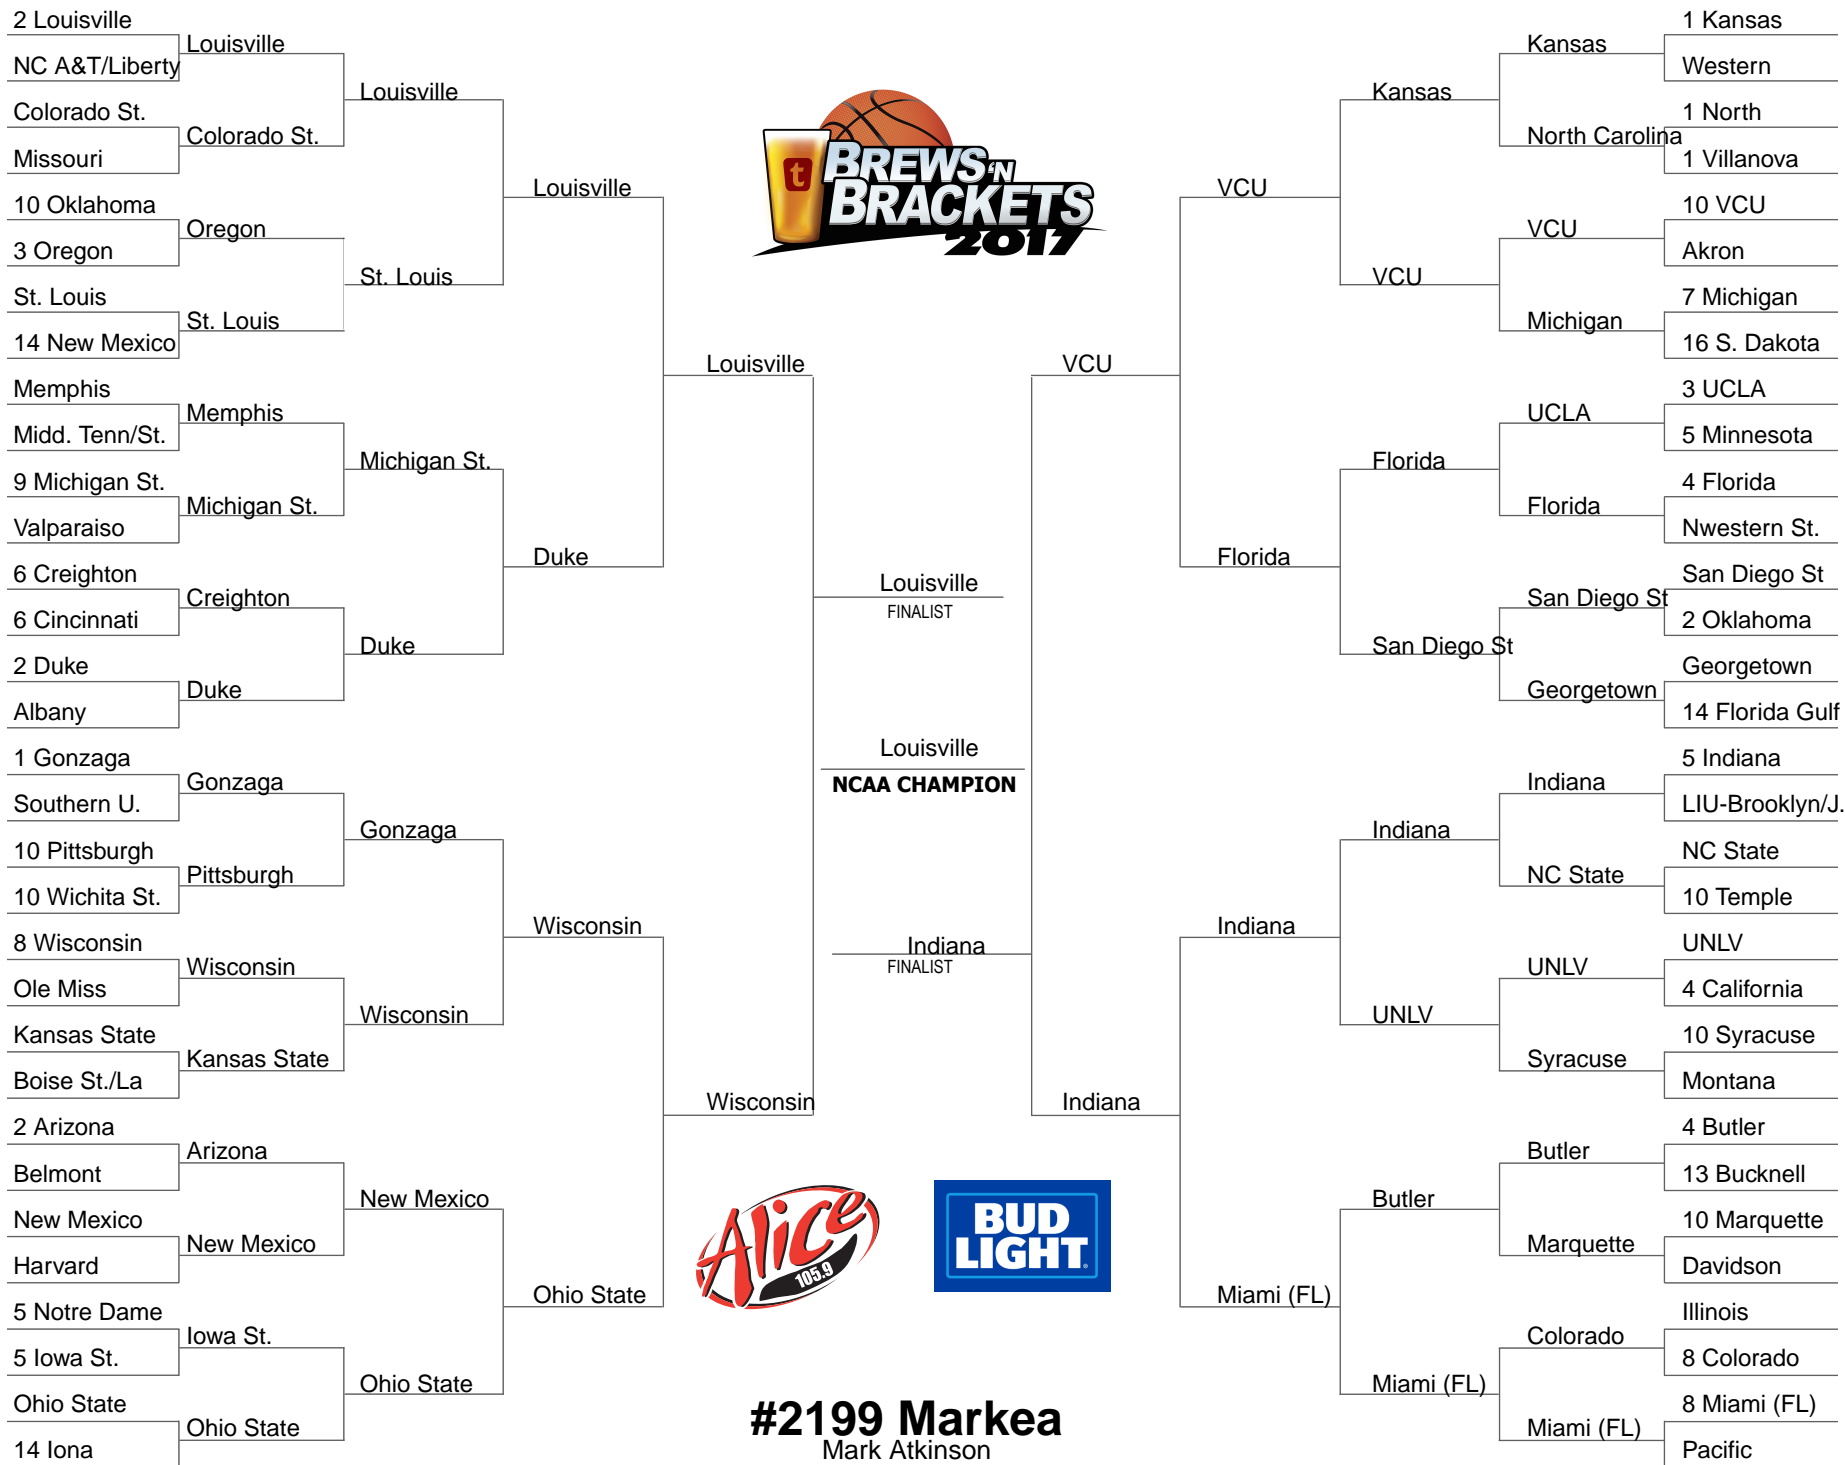 2 Louisville
NC A&T/Liberty
Colorado St.
Missouri
10 Oklahoma
3 Oregon
St. Louis
14 New Mexico
Memphis
Midd. Tenn/St.
9 Michigan St.
Valparaiso
6 Creighton
6 Cincinnati
2 Duke
Albany
1 Gonzaga
Southern U.
10 Pittsburgh
10 Wichita St.
8 Wisconsin
Ole Miss
Kansas State
Boise St./La
2 Arizona
Belmont
New Mexico
Harvard
5 Notre Dame
5 Iowa St.
Ohio State
14 Iona
Louisville
Colorado St.
Oregon
St. Louis
Memphis
Michigan St.
Creighton
Duke
Gonzaga
Pittsburgh
Wisconsin
Kansas State
Arizona
New Mexico
Iowa St.
Ohio State
Louisville
St. Louis
Michigan St.
Duke
Gonzaga
Wisconsin
New Mexico
Ohio State
Louisville
Duke
Wisconsin
Ohio State
Louisville
Wisconsin
t
BREWS 'N
BRACKETS
2017
Louisville
FINALIST
Louisville
NCAA CHAMPION
Indiana
FINALIST
Alice
105.9
BUD
LIGHT
#2199 Markea
Mark Atkinson
VCU
Indiana
VCU
Florida
Indiana
Miami (FL)
Kansas
VCU
Florida
San Diego St
Indiana
UNLV
Butler
Miami (FL)
Kansas
North Carolina
VCU
Michigan
UCLA
Florida
San Diego St
Georgetown
Indiana
NC State
UNLV
Syracuse
Butler
Marquette
Colorado
Miami (FL)
1 Kansas
Western
1 North
1 Villanova
10 VCU
Akron
7 Michigan
16 S. Dakota
3 UCLA
5 Minnesota
4 Florida
Nwestern St.
San Diego St
2 Oklahoma
Georgetown
14 Florida Gulf
5 Indiana
LIU-Brooklyn/J.
NC State
10 Temple
UNLV
4 California
10 Syracuse
Montana
4 Butler
13 Bucknell
10 Marquette
Davidson
Illinois
8 Colorado
8 Miami (FL)
Pacific